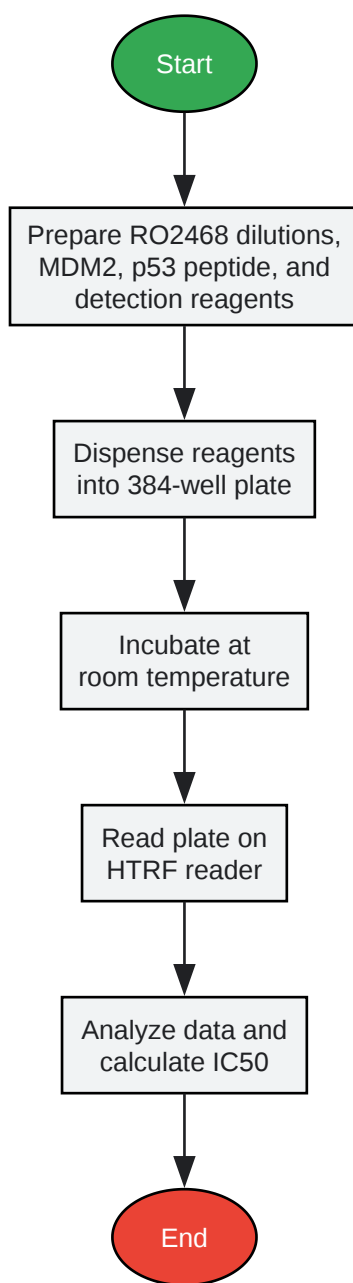 Start
Prepare RO2468 dilutions,
MDM2, p53 peptide, and
detection reagents
Dispense reagents
into 384-well plate
Incubate at
room temperature
Read plate on
HTRF reader
Analyze data and
calculate IC50
End